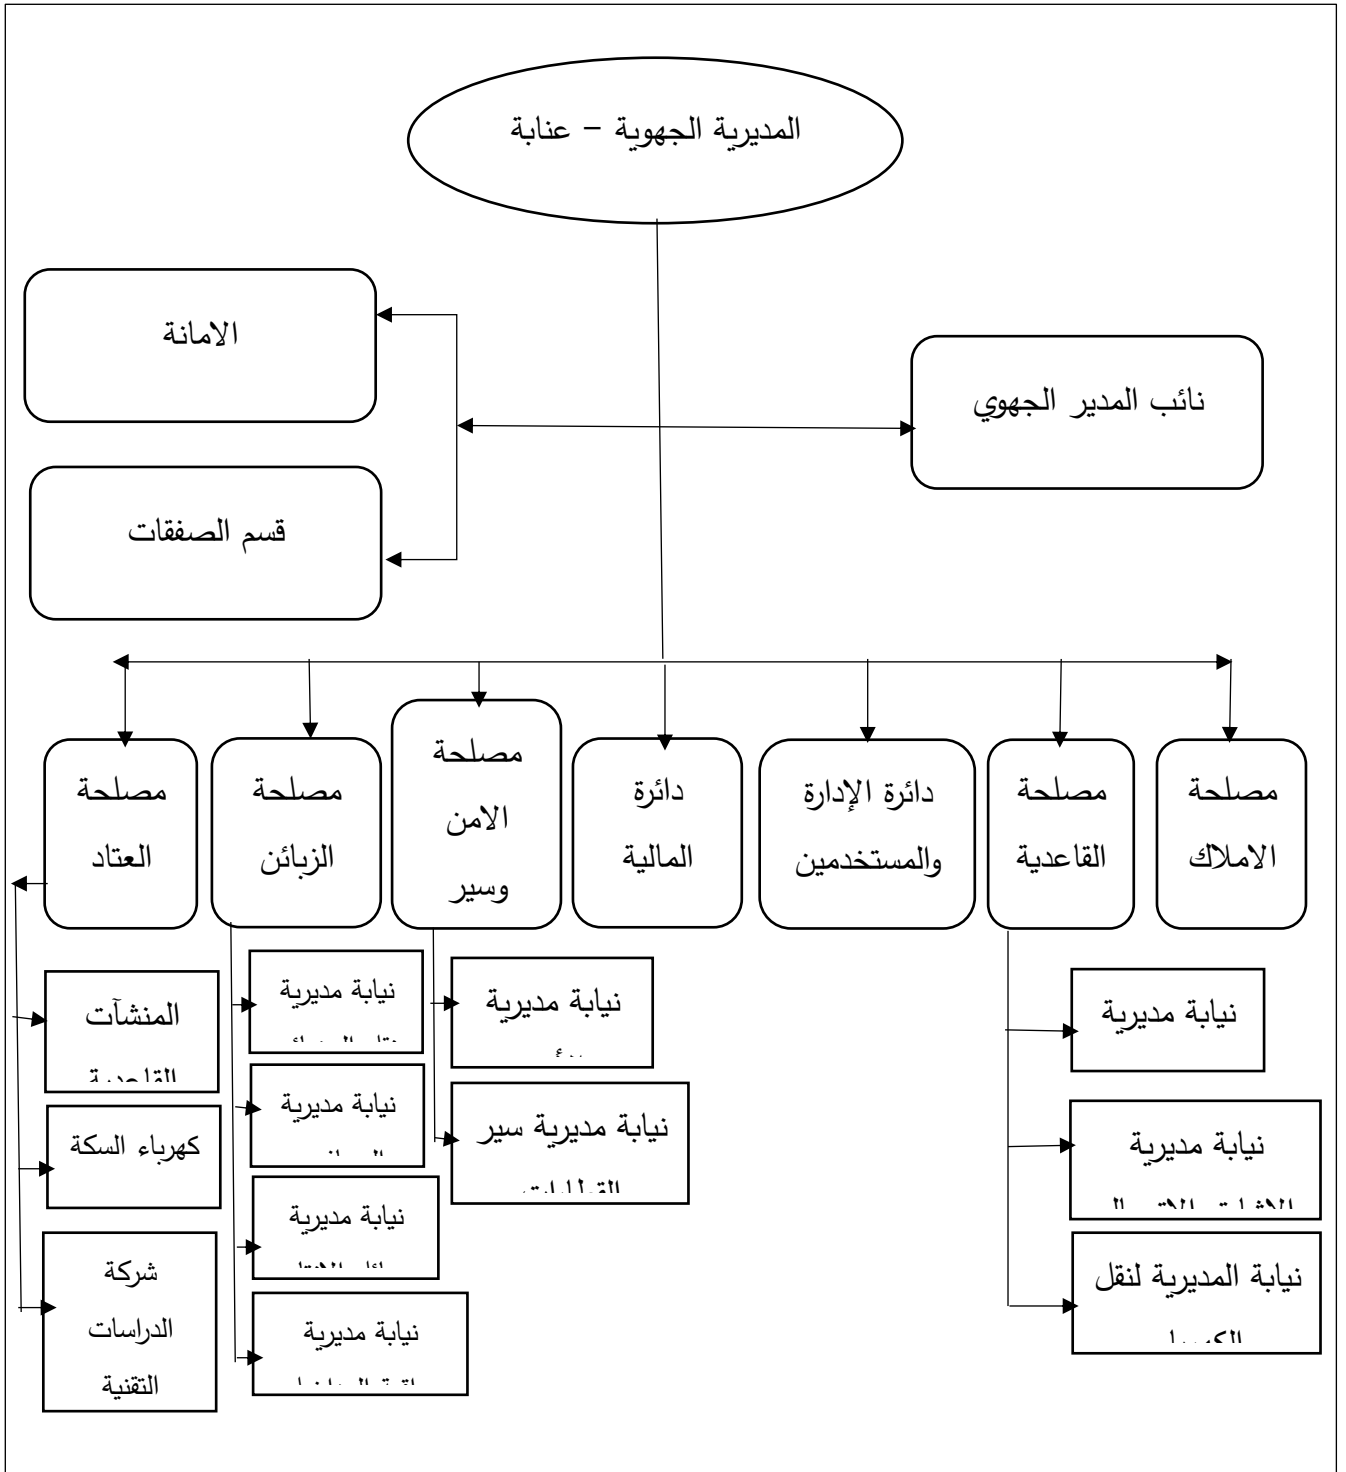 المديرية الجهوية – عنابة
الامانة
نائب المدير الجهوي
قسم الصفقات
مصلحة
الاملاك
مصلحة
القاعدية
دائرة الإدارة
والمستخدمين
دائرة
المالية
مصلحة
الامن
وسير
مصلحة
الزبائن
مصلحة
العتاد
نيابة مديرية
نيابة مديرية
نيابة المديرية لنقل
نيابة مديرية
نيابة مديرية سير
القطارات
نيابة مديرية
نيابة مديرية
نيابة مديرية
نيابة مديرية
المنشآت
القاعدية
كهرباء السكة
شركة
الدراسات
التقنية